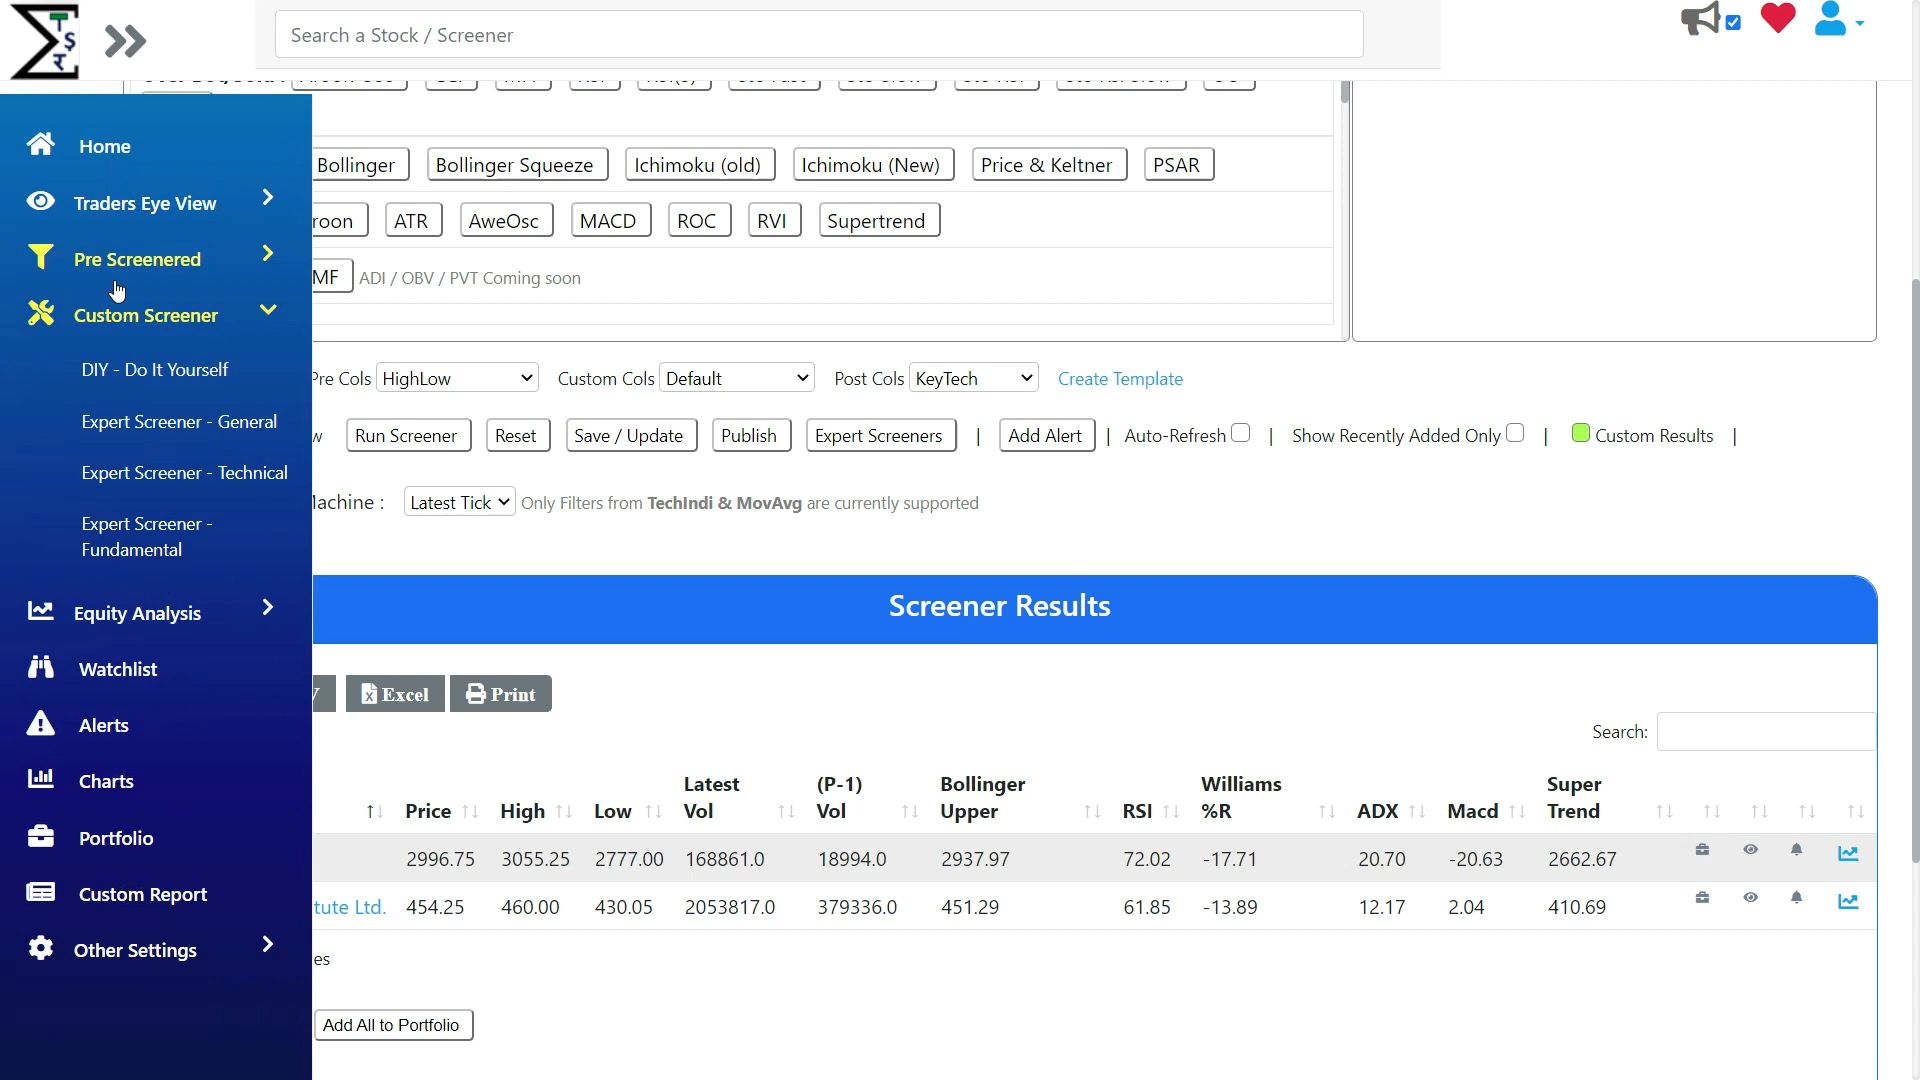 Search a Stock / Screener
Home
Traders Eye View
Pre Screenered
Custom Screener
DIY - Do It Yourself
Expert Screener - General
Expert Screener - Technical
Expert Screener -
Fundamental
Equity Analysis
Watchlist
Alerts
Charts
Portfolio
Custom Report
Other Settings
Bollinger Bollinger Squeeze Ichimoku (old) Ichimoku (New) Price & Keltner PSAR
roon ATR AweOsc MACD ROC RVI Supertrend
MF ADI / OBV / PVT Coming soon
Pre Cols HighLow Custom Cols Default Post Cols KeyTech Create Template
w Run Screener Reset Save / Update Publish Expert Screeners | Add Alert | Auto-Refresh | Show Recently Added Only | Custom Results |
achine : Latest Tick Only Filters from TechIndi & MovAvg are currently supported
Screener Results
Excel Print
Search:
Price High Low Latest Vol (P-1) Vol Bollinger Upper RSI Williams %R ADX Macd Super Trend
2996.75 3055.25 2777.00 168861.0 18994.0 2937.97 72.02 -17.71 20.70 -20.63 2662.67
tute Ltd. 454.25 460.00 430.05 2053817.0 379336.0 451.29 61.85 -13.89 12.17 2.04 410.69
es
Add All to Portfolio